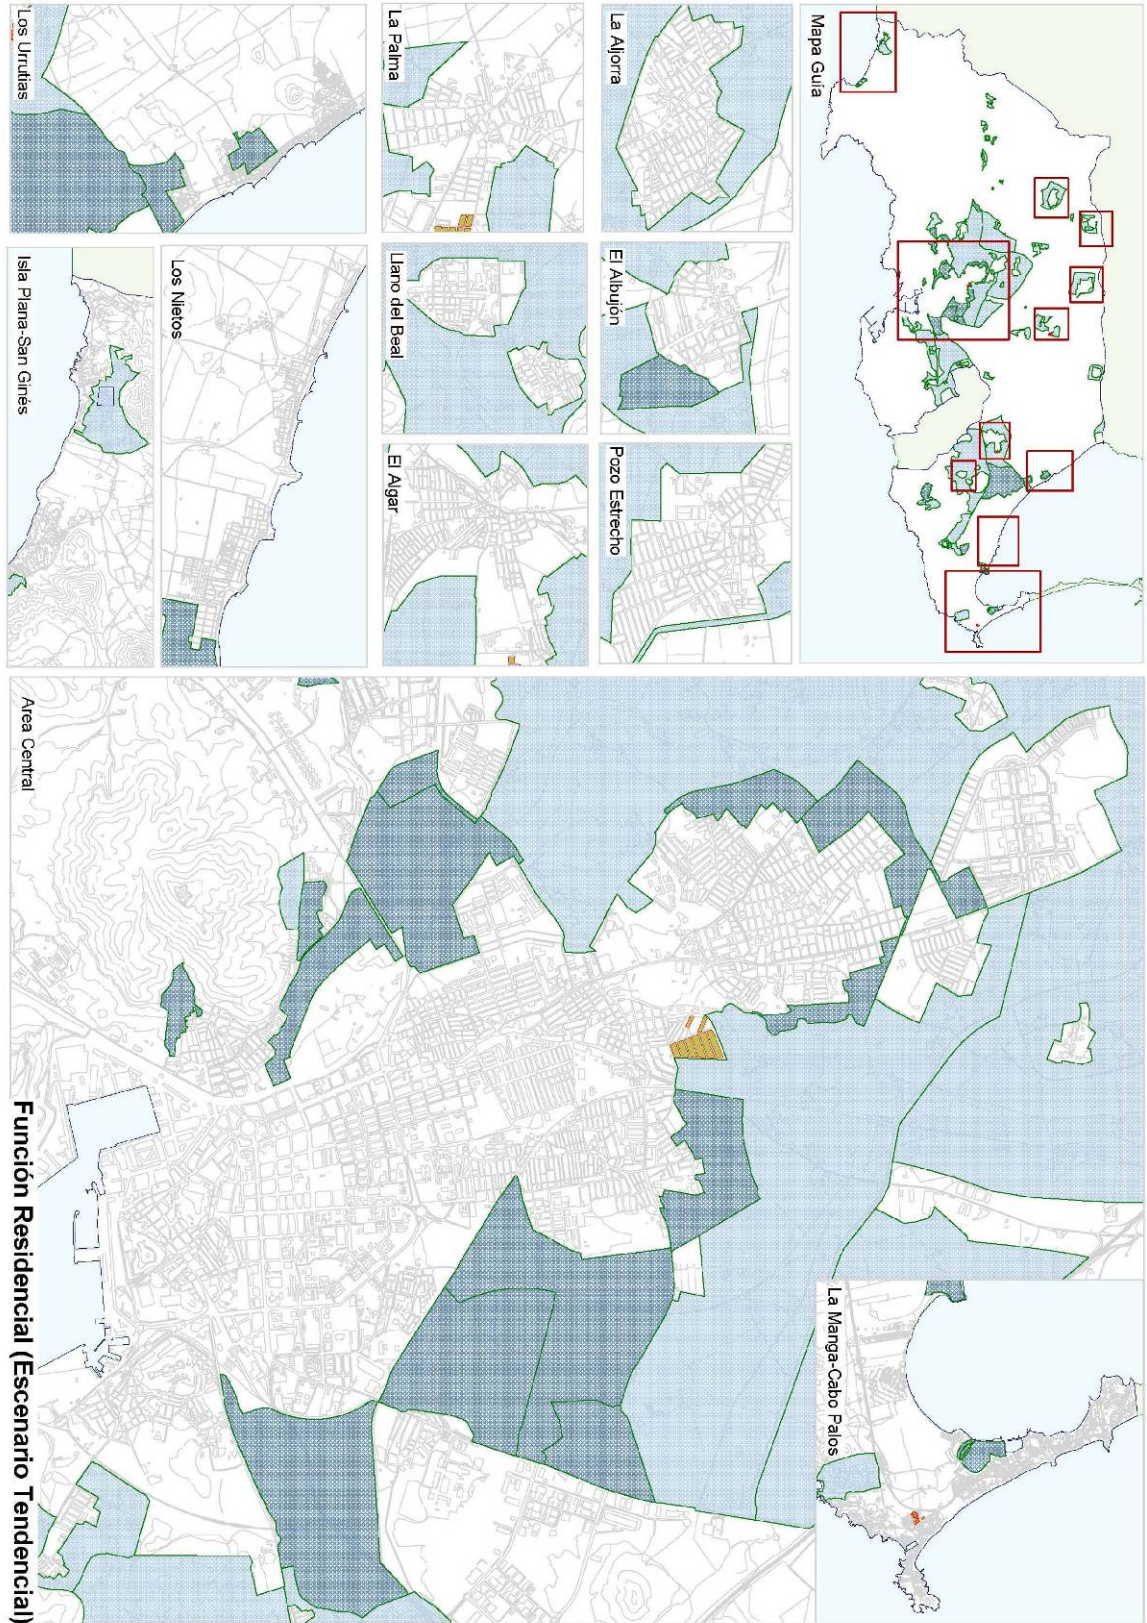 Mapa Guía
La Aljorra
El Albujón
Pozo Estrecho
La Palma
Llano del Beal
El Algar
Los Urrutias
Los Nietos
Isla Plana-San Ginés
La Manga-Cabo Palos
Area Central
Función Residencial (Escenario Tendencial)